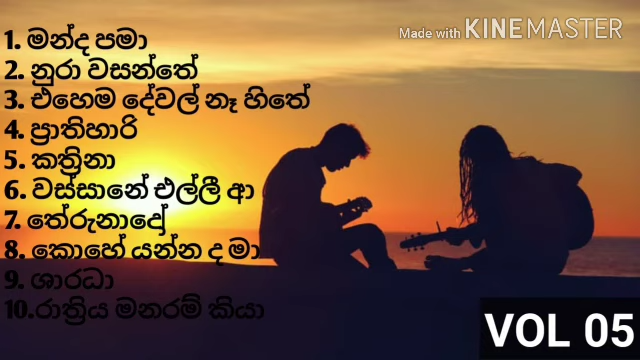 Made with KINEMASTER
1. මන්ද පමා
2. නුරා වසන්තේ
3. එහෙම දේවල් නෑ හිතේ
4. ප්‍රාතිහාරි
5. කත්‍රිනා
6. වස්සානේ එල්ලී ආ
7. තේරුනාදෝ
8. කොහේ යන්න ද මා
9. ශාරධා
10.රාත්‍රිය මනරම් කියා
VOL 05